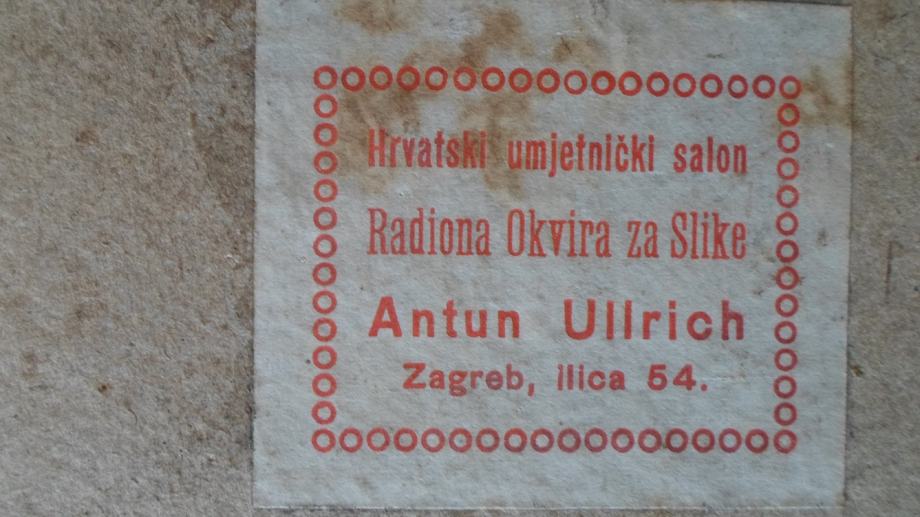 Hrvatski umjetnički salon
Radiona Okvira za Slike
Antun Ullrich
Zagreb, Ilica 54.